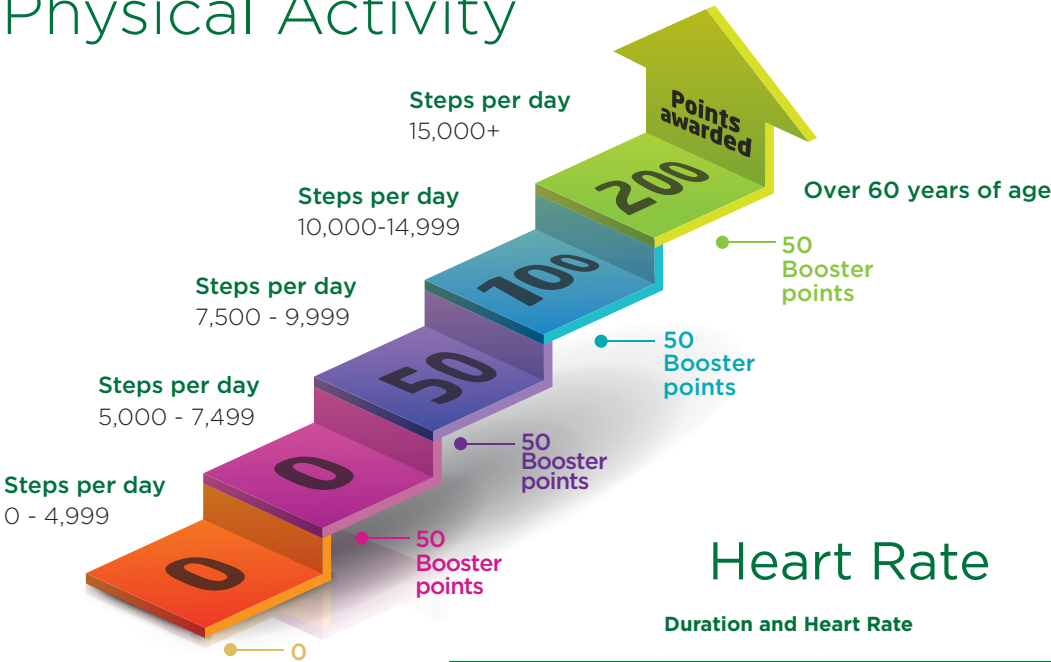 Physical Activity
Points
awarded
Steps per day
15,000+
200
Over 60 years of age
50
Booster
points
Steps per day
10,000-14,999
100
50
Booster
points
Steps per day
7,500 - 9,999
50
50
Booster
points
Steps per day
5,000 - 7,499
0
50
Booster
points
Steps per day
0 - 4,999
0
0
Heart Rate
Duration and Heart Rate